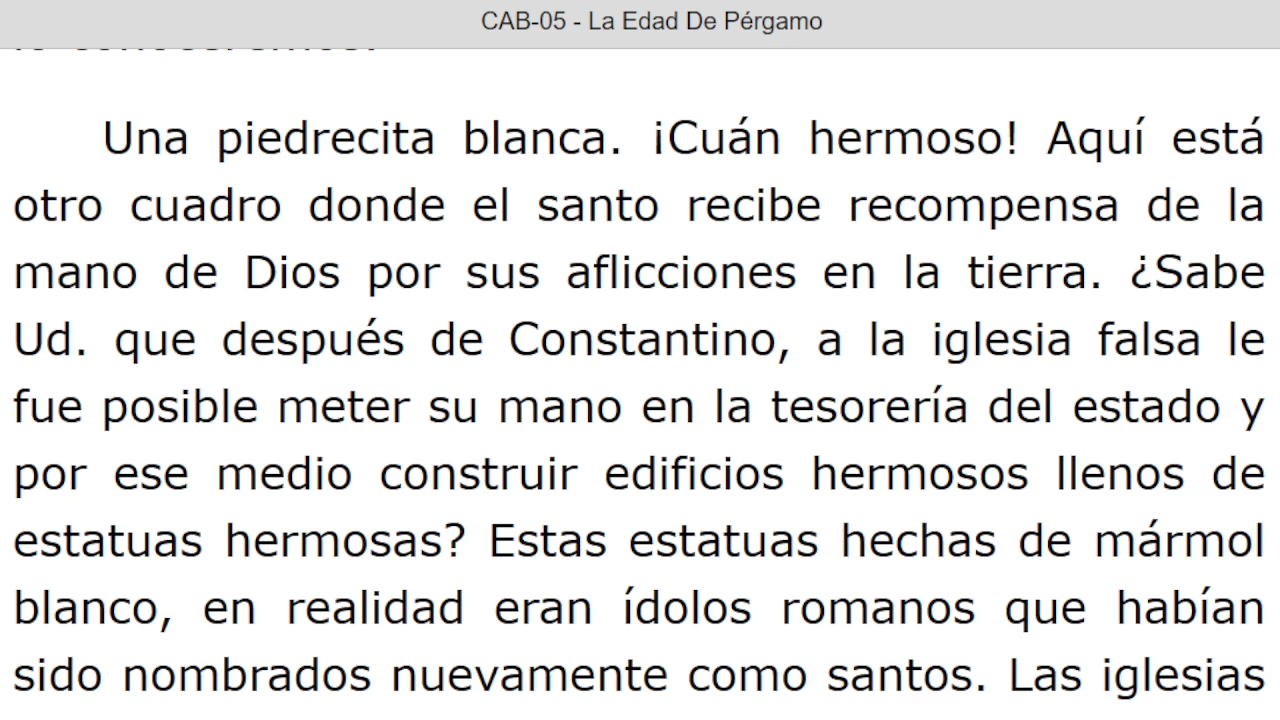 CAB-05 - La Edad De Pérgamo
Una piedrecita blanca. ¡Cuán hermoso! Aquí está
otro cuadro donde el santo recibe recompensa de la
mano de Dios por sus aflicciones en la tierra. ¿Sabe
Ud. que después de Constantino, a la iglesia falsa le
fue posible meter su mano en la tesorería del estado y
por ese medio construir edificios hermosos llenos de
estatuas hermosas? Estas estatuas hechas de mármol
blanco, en realidad eran ídolos romanos que habían
sido nombrados nuevamente como santos. Las iglesias